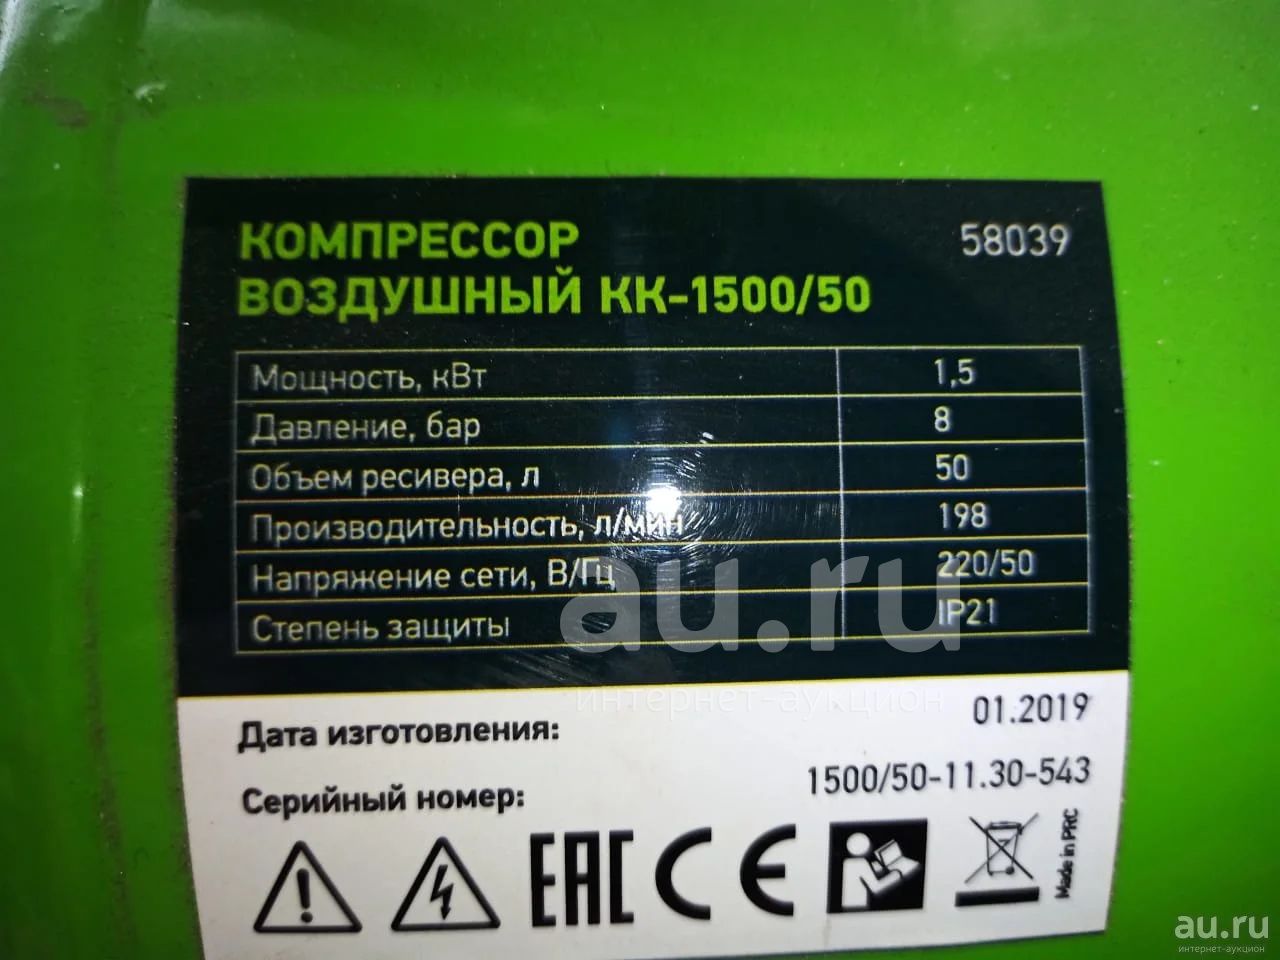 КОМПРЕССОР 58039
ВОЗДУШНЫЙ КК-1500/50
Мощность, кВт 1,5
Давление, бар 8
Объем ресивера, л 50
Производительность, л/мин 198
Напряжение сети, В/Гц 220/50
Степень защиты IP21
au.ru
интернет-аукцион
Дата изготовления: 01.2019
Серийный номер: 1500/50-11.30-543
EAC CE
Made in PRC
au.ru
интернет-аукцион